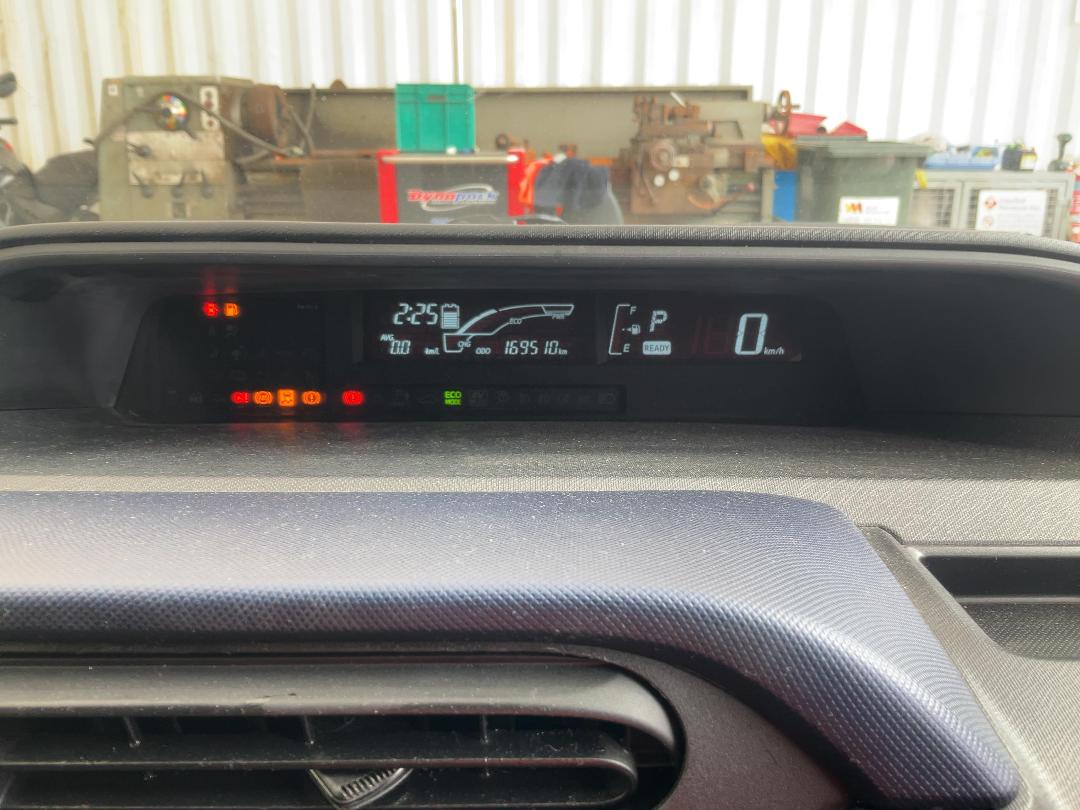 Dynapack
2:25
ECO
PWR
AVG
0.0 km/L
CHG
ODO 169510 km
F
E
P
READY
0 km/h
ECO
MODE